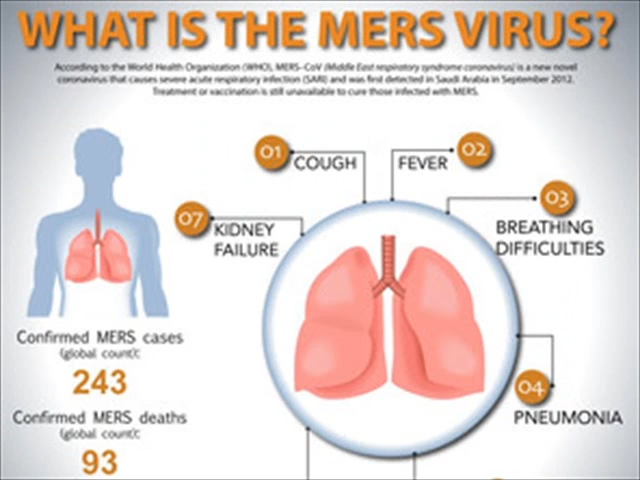 WHAT IS THE MERS VIRUS?
According to the World Health Organization (WHO), MERS-CoV (Middle East respiratory syndrome coronavirus) is a new novel
coronavirus that causes severe acute respiratory infection (SARI) and was first detected in Saudi Arabia in September 2012.
Treatment or vaccination is still unavailable to cure those infected with MERS.
01
COUGH
02
FEVER
03
BREATHING
DIFFICULTIES
07
KIDNEY
FAILURE
04
PNEUMONIA
Confirmed MERS cases
(global count):
243
Confirmed MERS deaths
(global count):
93